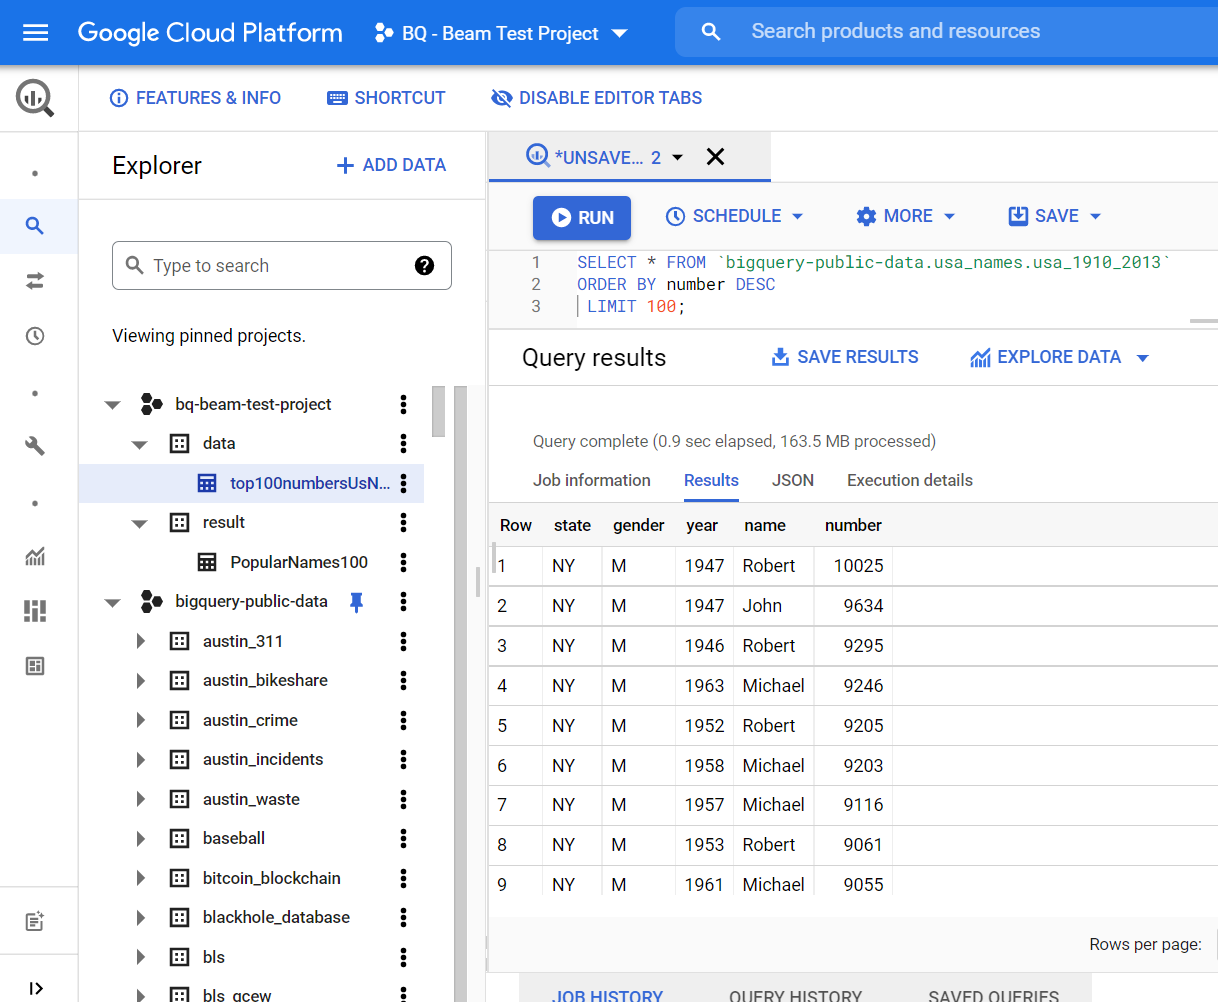 Google Cloud Platform
BQ - Beam Test Project
Search products and resources
FEATURES & INFO
SHORTCUT
DISABLE EDITOR TABS
Explorer
ADD DATA
Type to search
Viewing pinned projects.
bq-beam-test-project
data
top100numbersUsN...
result
PopularNames100
bigquery-public-data
austin_311
austin_bikeshare
austin_crime
austin_incidents
austin_waste
baseball
bitcoin_blockchain
blackhole_database
bls
bls_qcew
*UNSAVE... 2
RUN
SCHEDULE
MORE
SAVE
1 SELECT * FROM `bigquery-public-data.usa_names.usa_1910_2013`
2 ORDER BY number DESC
3 LIMIT 100;
Query results
SAVE RESULTS
EXPLORE DATA
Query complete (0.9 sec elapsed, 163.5 MB processed)
Job information Results JSON Execution details
Row state gender year name number
1 NY M 1947 Robert 10025
2 NY M 1947 John 9634
3 NY M 1946 Robert 9295
4 NY M 1963 Michael 9246
5 NY M 1952 Robert 9205
6 NY M 1958 Michael 9203
7 NY M 1957 Michael 9116
8 NY M 1953 Robert 9061
9 NY M 1961 Michael 9055
Rows per page:
JOB HISTORY QUERY HISTORY SAVED QUERIES